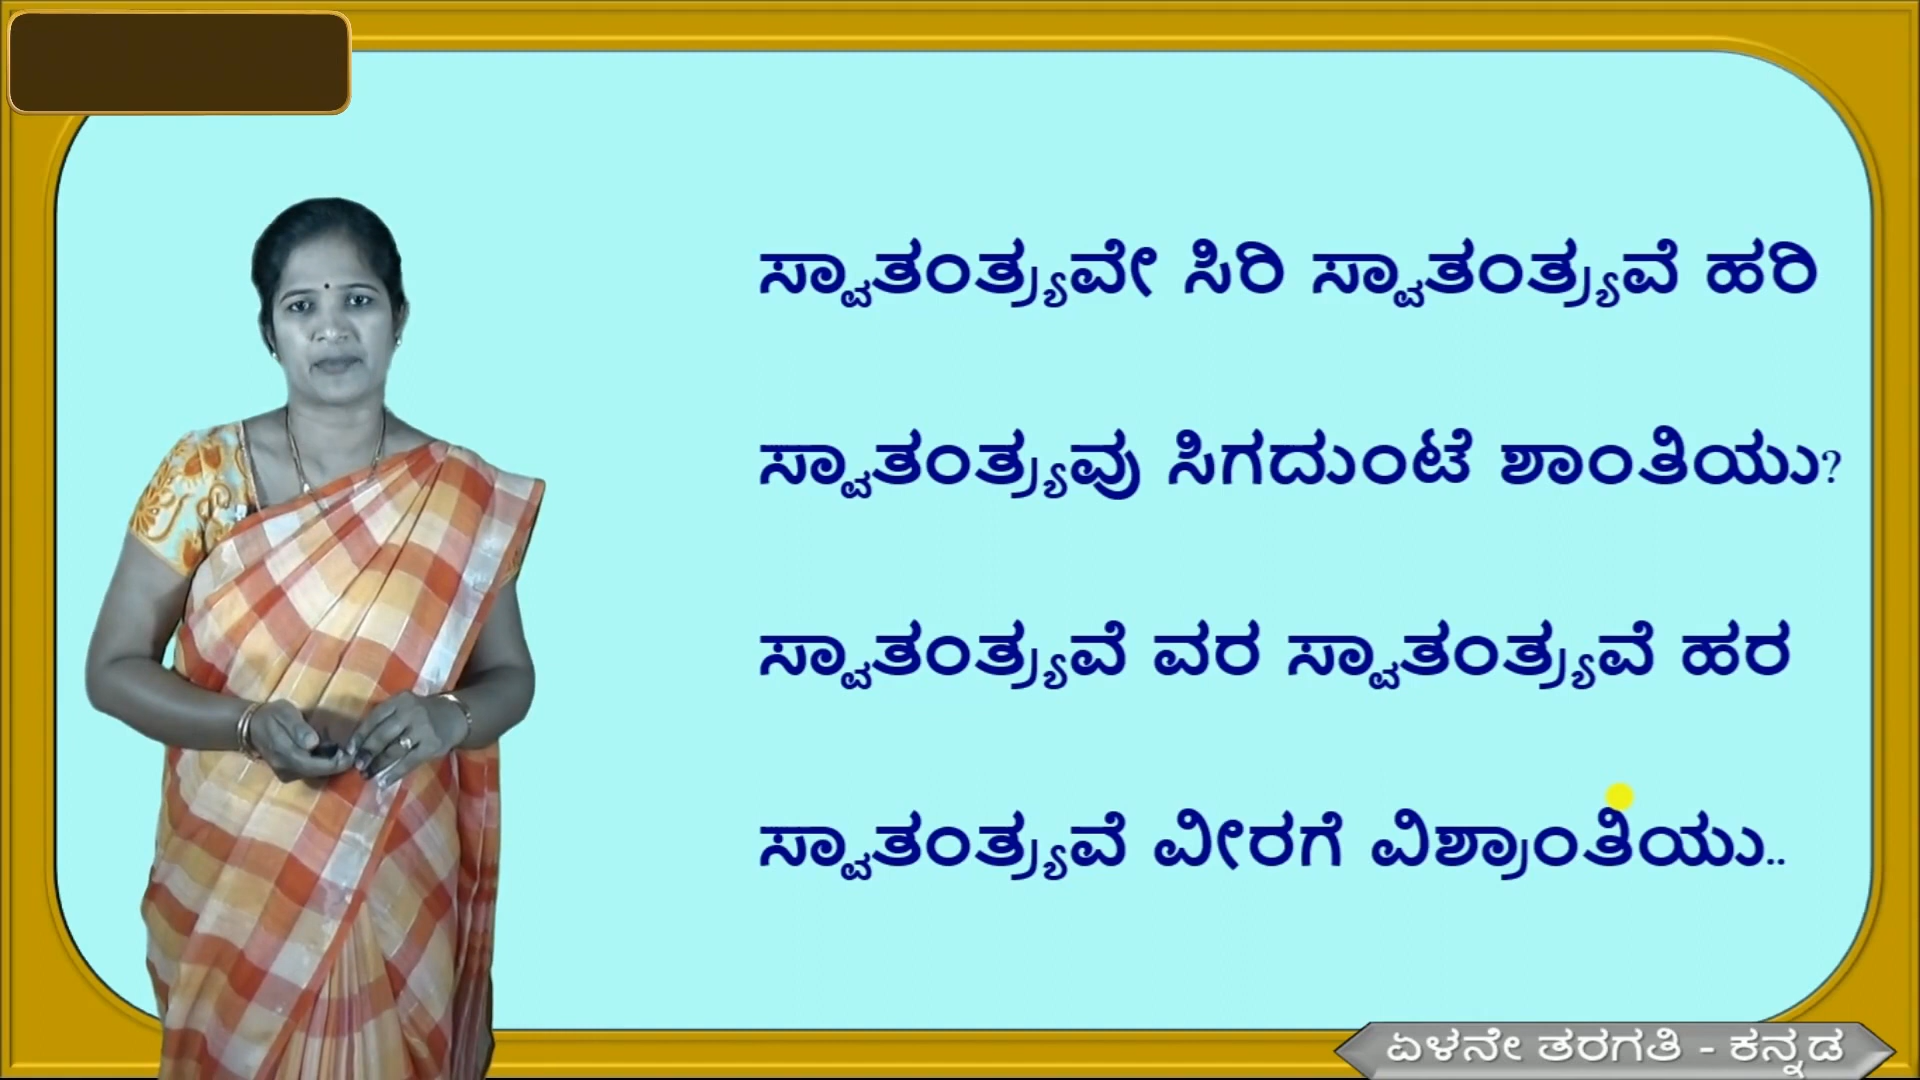 ಸ್ವಾತಂತ್ರ್ಯವೇ ಸಿರಿ ಸ್ವಾತಂತ್ರ್ಯವೆ ಹರಿ
ಸ್ವಾತಂತ್ರ್ಯವು ಸಿಗದುಂಟೆ ಶಾಂತಿಯು?
ಸ್ವಾತಂತ್ರ್ಯವೆ ವರ ಸ್ವಾತಂತ್ರ್ಯವೆ ಹರ
ಸ್ವಾತಂತ್ರ್ಯವೆ ವೀರಗೆ ವಿಶ್ರಾಂತಿಯು..
ಏಳನೇ ತರಗತಿ - ಕನ್ನಡ